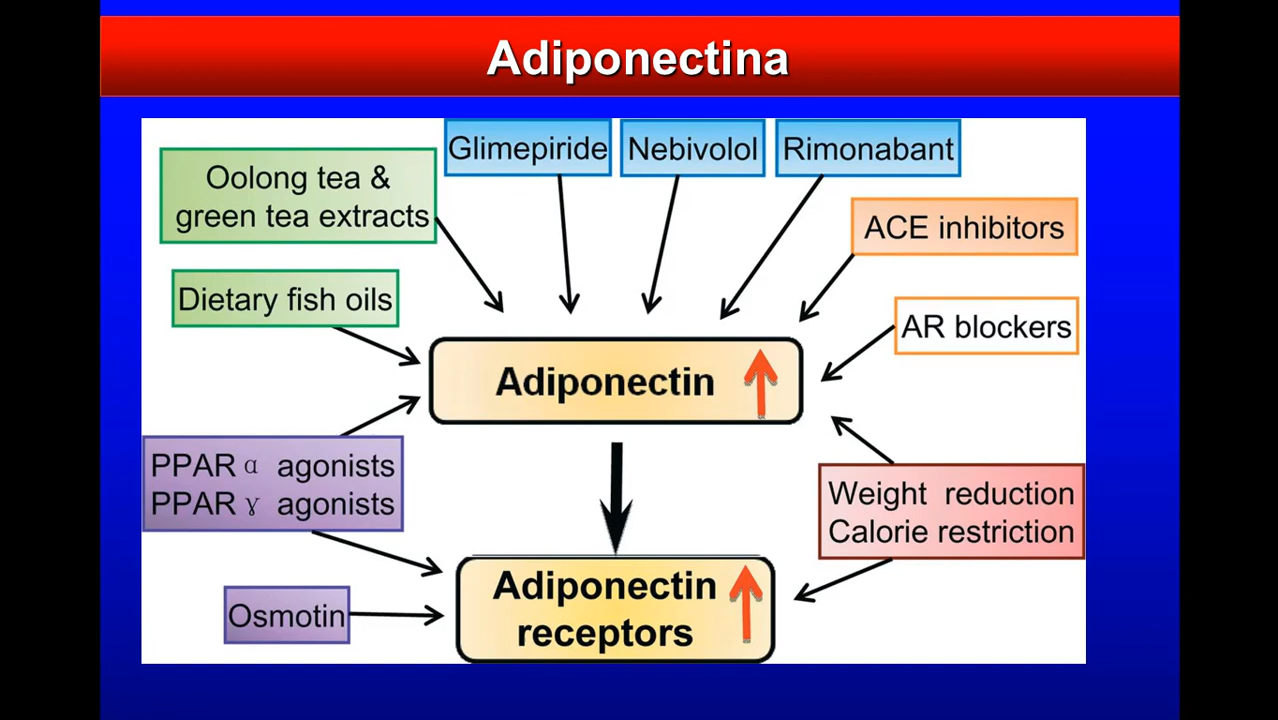 Adiponectina
Glimepiride
Nebivolol
Rimonabant
Oolong tea &
green tea extracts
ACE inhibitors
Dietary fish oils
AR blockers
Adiponectin
PPAR α agonists
PPAR γ agonists
Weight reduction
Calorie restriction
Adiponectin
receptors
Osmotin